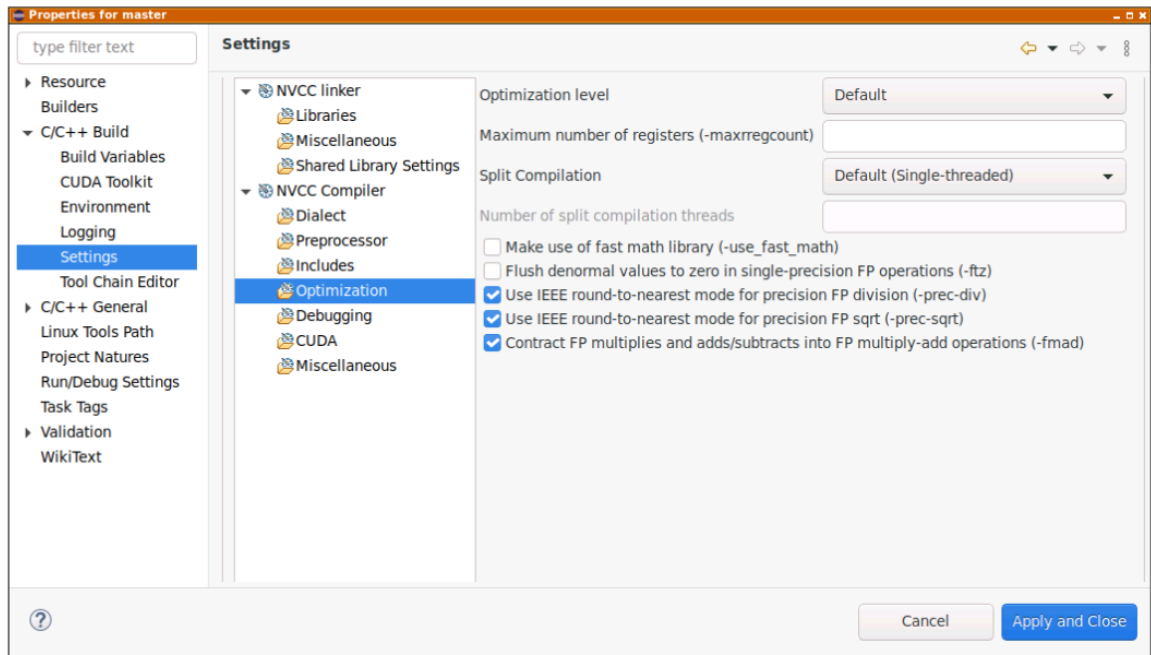 Properties for master
type filter text
Resource
Builders
C/C++ Build
Build Variables
CUDA Toolkit
Environment
Logging
Settings
Tool Chain Editor
C/C++ General
Linux Tools Path
Project Natures
Run/Debug Settings
Task Tags
Validation
WikiText
Settings
NVCC linker
Libraries
Miscellaneous
Shared Library Settings
NVCC Compiler
Dialect
Preprocessor
Includes
Optimization
Debugging
CUDA
Miscellaneous
Optimization level Default
Maximum number of registers (-maxrregcount)
Split Compilation Default (Single-threaded)
Number of split compilation threads
Make use of fast math library (-use_fast_math)
Flush denormal values to zero in single-precision FP operations (-ftz)
Use IEEE round-to-nearest mode for precision FP division (-prec-div)
Use IEEE round-to-nearest mode for precision FP sqrt (-prec-sqrt)
Contract FP multiplies and adds/subtracts into FP multiply-add operations (-fmad)
?
Cancel
Apply and Close